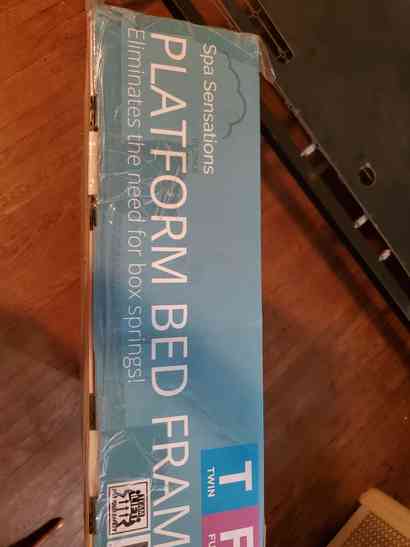 Spa Sensations
PLATFORM BED FRAM
Eliminates the need for box springs!
T
TWIN
F
FU